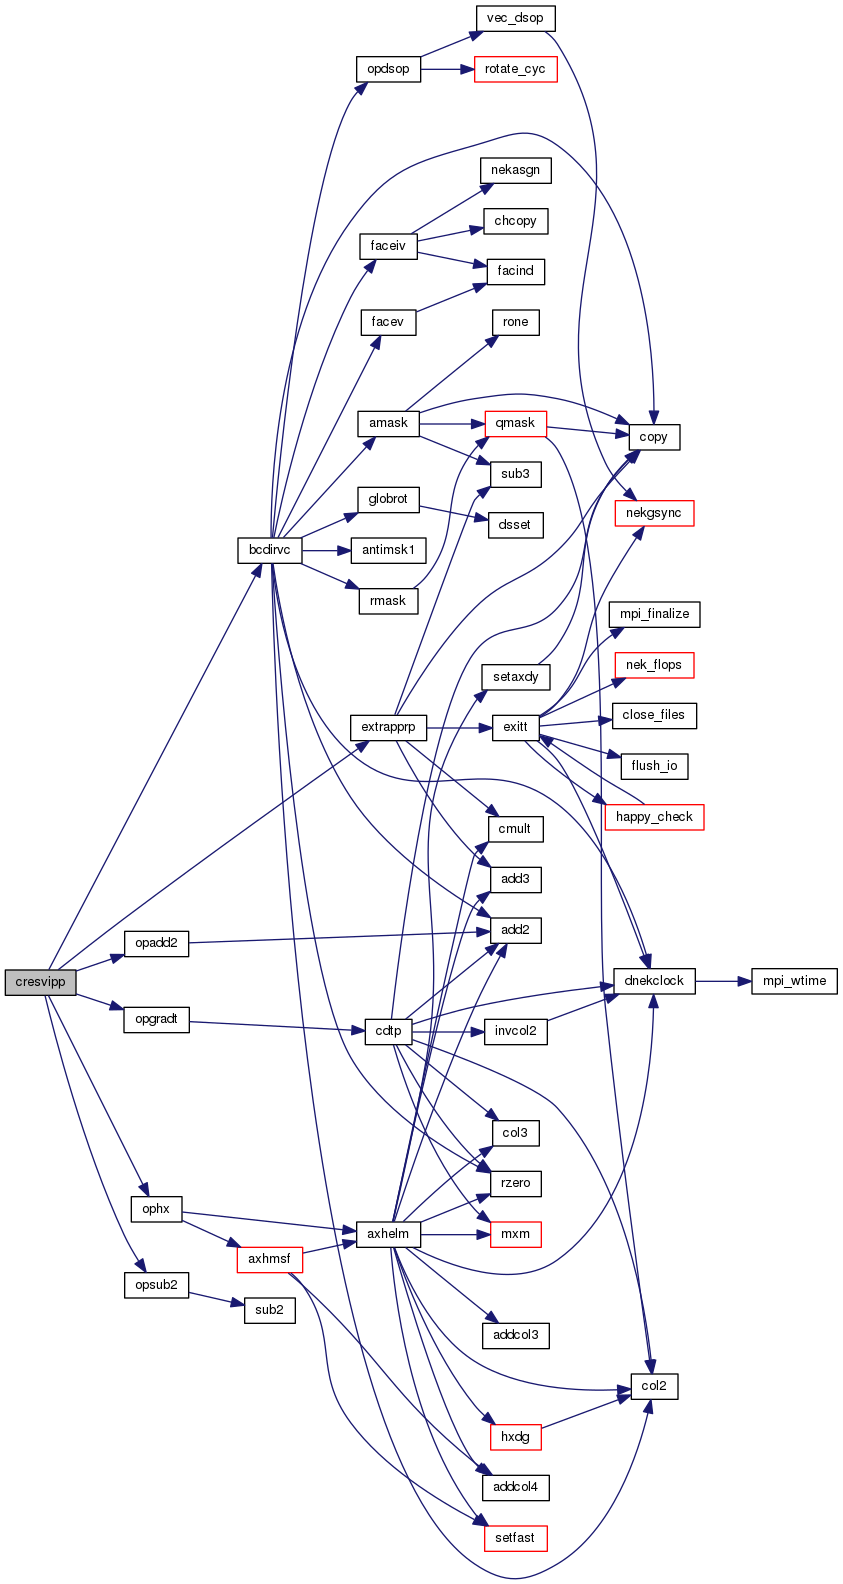 vec_dsop
opdsop
rotate_cyc
nekasgn
chcopy
faceiv
facind
facev
rone
amask
qmask
copy
sub3
globrot
nekgsync
dsset
bcdirvc
antimsk1
rmask
mpi_finalize
nek_flops
setaxdy
close_files
extrapprp
exitt
flush_io
happy_check
cmult
add3
add2
opadd2
cresvipp
dnekclock
mpi_wtime
opgradt
cdtp
invcol2
col3
rzero
ophx
axhelm
mxm
axhmsf
opsub2
sub2
addcol3
col2
hxdg
addcol4
setfast